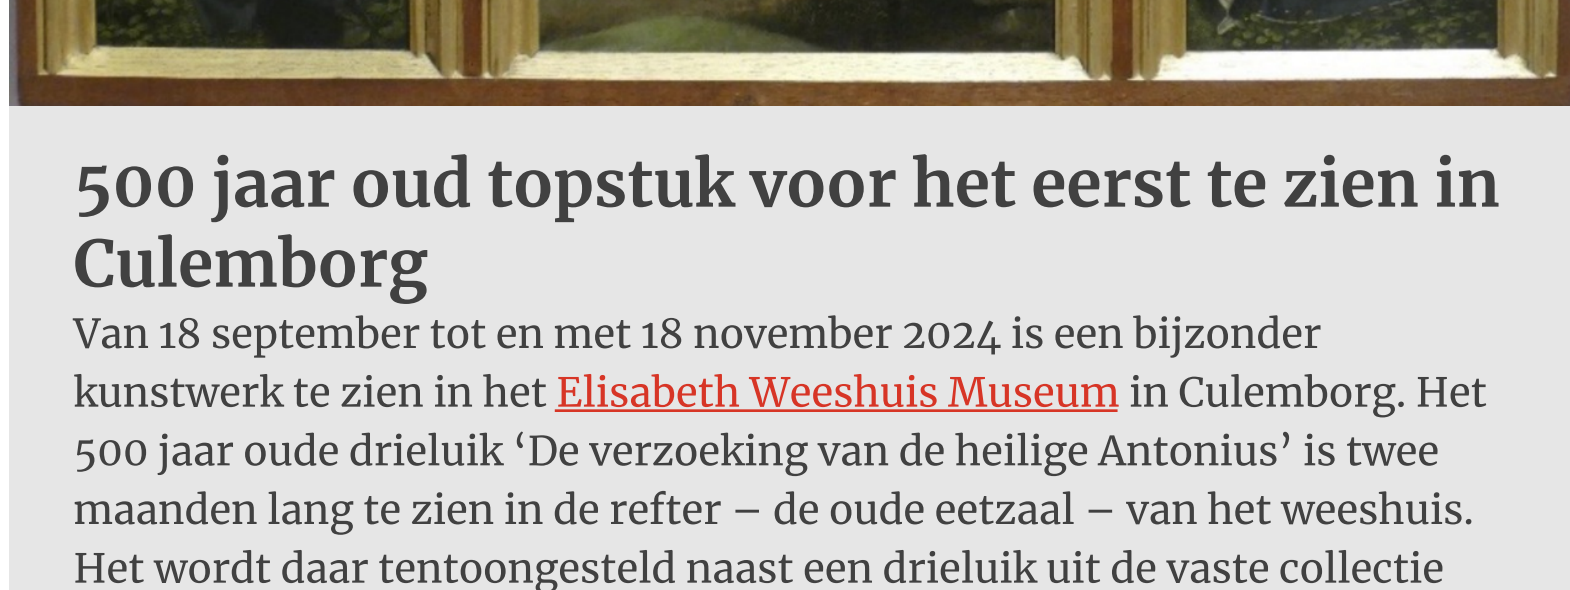 500 jaar oud topstuk voor het eerst te zien in
Culemborg
Van 18 september tot en met 18 november 2024 is een bijzonder
kunstwerk te zien in het Elisabeth Weeshuis Museum in Culemborg. Het
500 jaar oude drieluik ‘De verzoeking van de heilige Antonius’ is twee
maanden lang te zien in de refter – de oude eetzaal – van het weeshuis.
Het wordt daar tentoongesteld naast een drieluik uit de vaste collectie